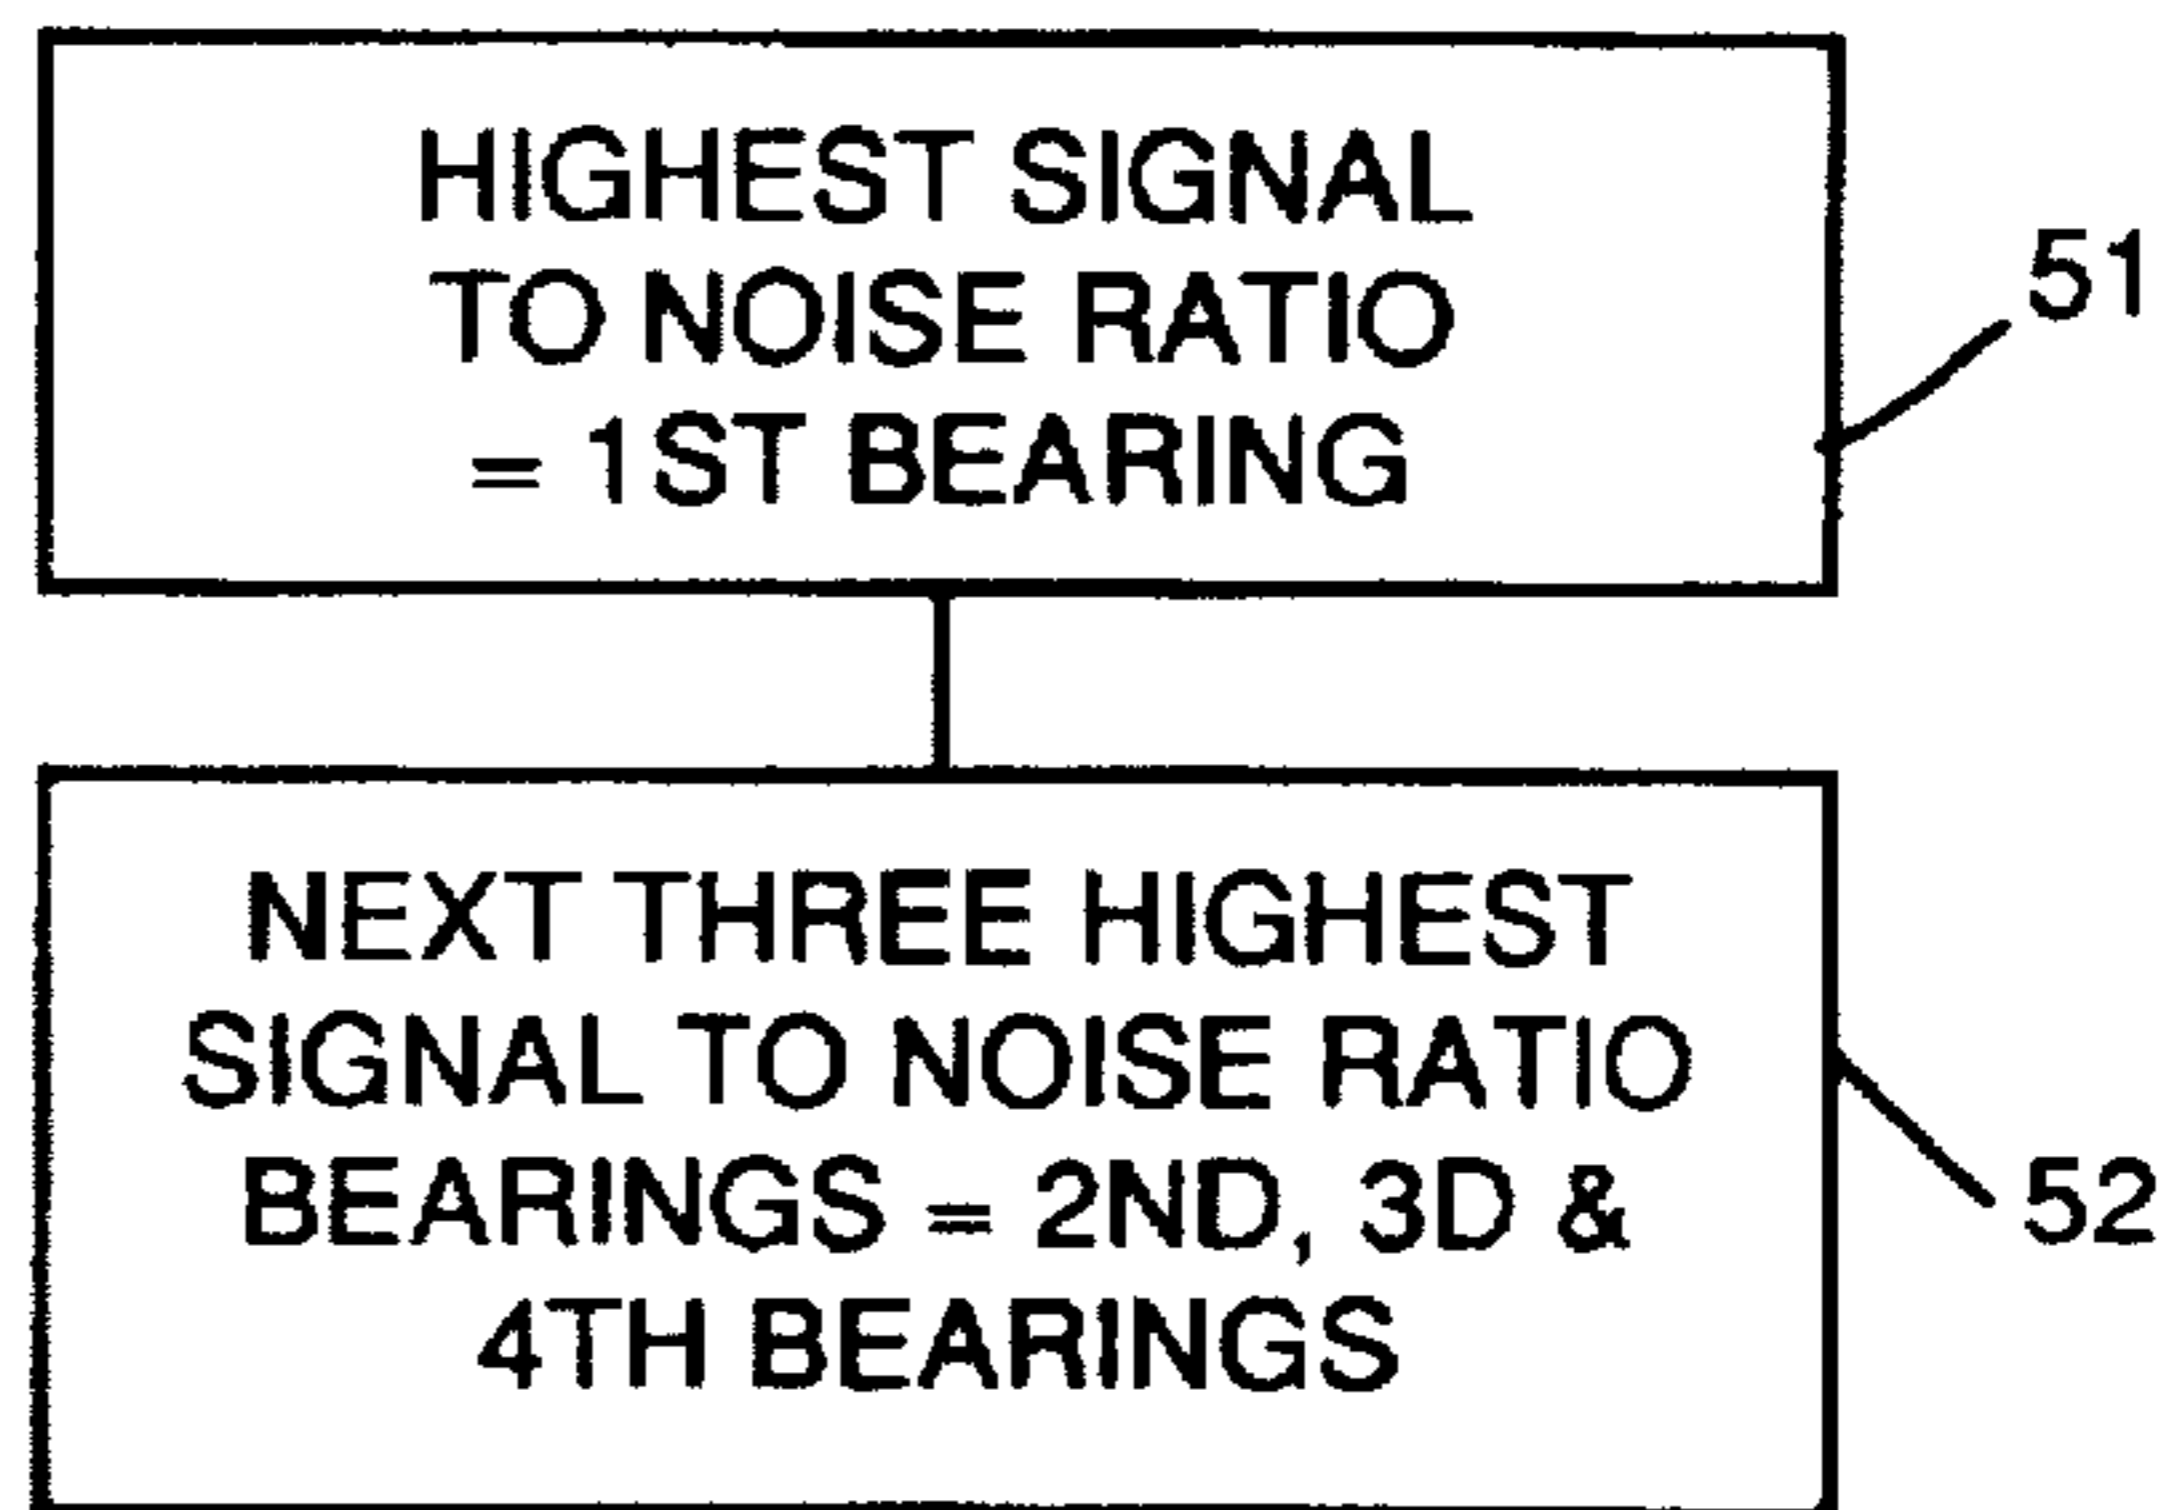 HIGHEST SIGNAL
TO NOISE RATIO
= 1ST BEARING
51
NEXT THREE HIGHEST
SIGNAL TO NOISE RATIO
BEARINGS = 2ND, 3D &
4TH BEARINGS
52